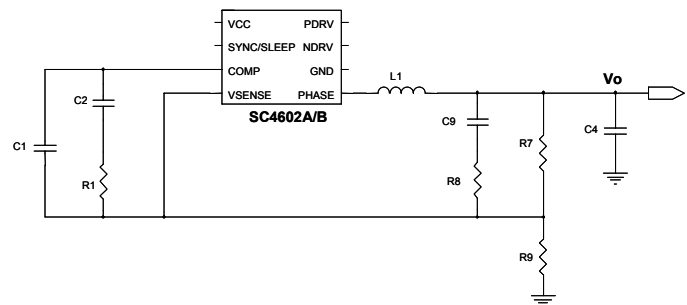 VCC PDRV
SYNC/SLEEP NDRV
COMP GND
VSENSE PHASE
SC4602A/B
L1
Vo
C2
C1
R1
C9
R8
R7
C4
R9